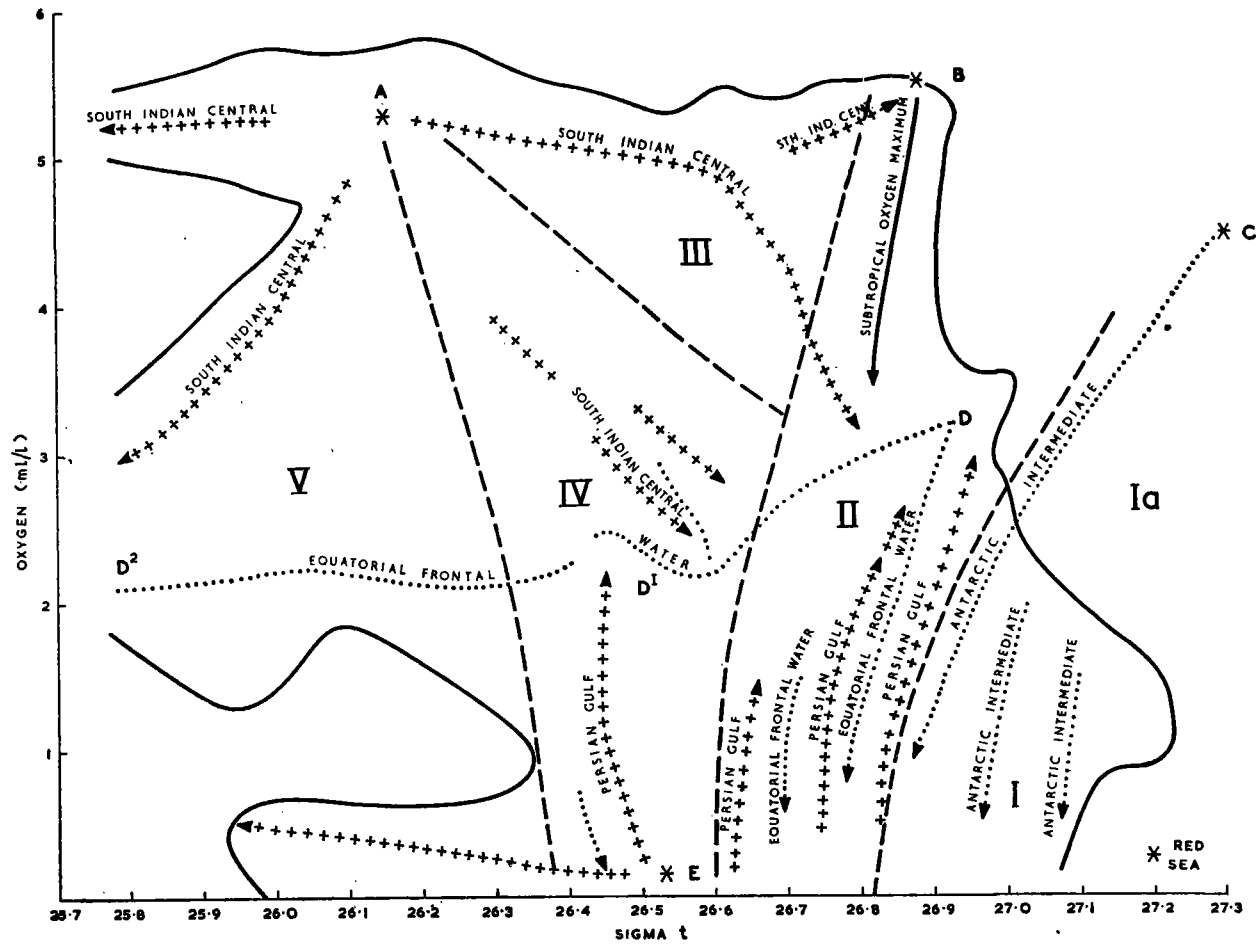 6
5
4
3
2
1
OXYGEN (ml/l)
A
B
SOUTH INDIAN CENTRAL
SOUTH INDIAN CENTRAL
STH. IND. CEN.
SUBTROPICAL OXYGEN MAXIMUM
C
III
SOUTH INDIAN CENTRAL
SOUTH INDIAN CENTRAL
ANTARCTIC INTERMEDIATE
D
V
IV
II
Ia
D²
EQUATORIAL FRONTAL
WATER
D¹
PERSIAN GULF
PERSIAN GULF
EQUATORIAL FRONTAL WATER
PERSIAN GULF
EQUATORIAL FRONTAL WATER
PERSIAN GULF
ANTARCTIC INTERMEDIATE
ANTARCTIC INTERMEDIATE
I
E
RED
SEA
25.7 25.8 25.9 26.0 26.1 26.2 26.3 26.4 26.5 26.6 26.7 26.8 26.9 27.0 27.1 27.2 27.3
SIGMA t